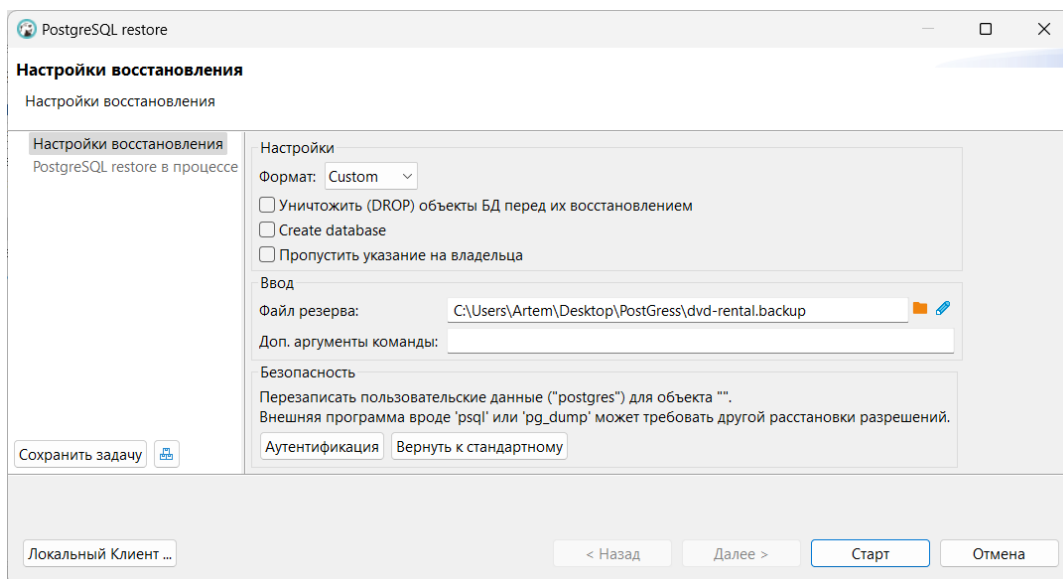 PostgreSQL restore
Настройки восстановления
Настройки восстановления
Настройки восстановления
PostgreSQL restore в процессе
Настройки
Формат: Custom
Уничтожить (DROP) объекты БД перед их восстановлением
Create database
Пропустить указание на владельца
Ввод
Файл резерва: C:\Users\Artem\Desktop\PostGress\dvd-rental.backup
Доп. аргументы команды:
Безопасность
Перезаписать пользовательские данные ("postgres") для объекта "".
Внешняя программа вроде 'psql' или 'pg_dump' может требовать другой расстановки разрешений.
Аутентификация Вернуть к стандартному
Сохранить задачу
Локальный Клиент ... < Назад Далее > Старт Отмена